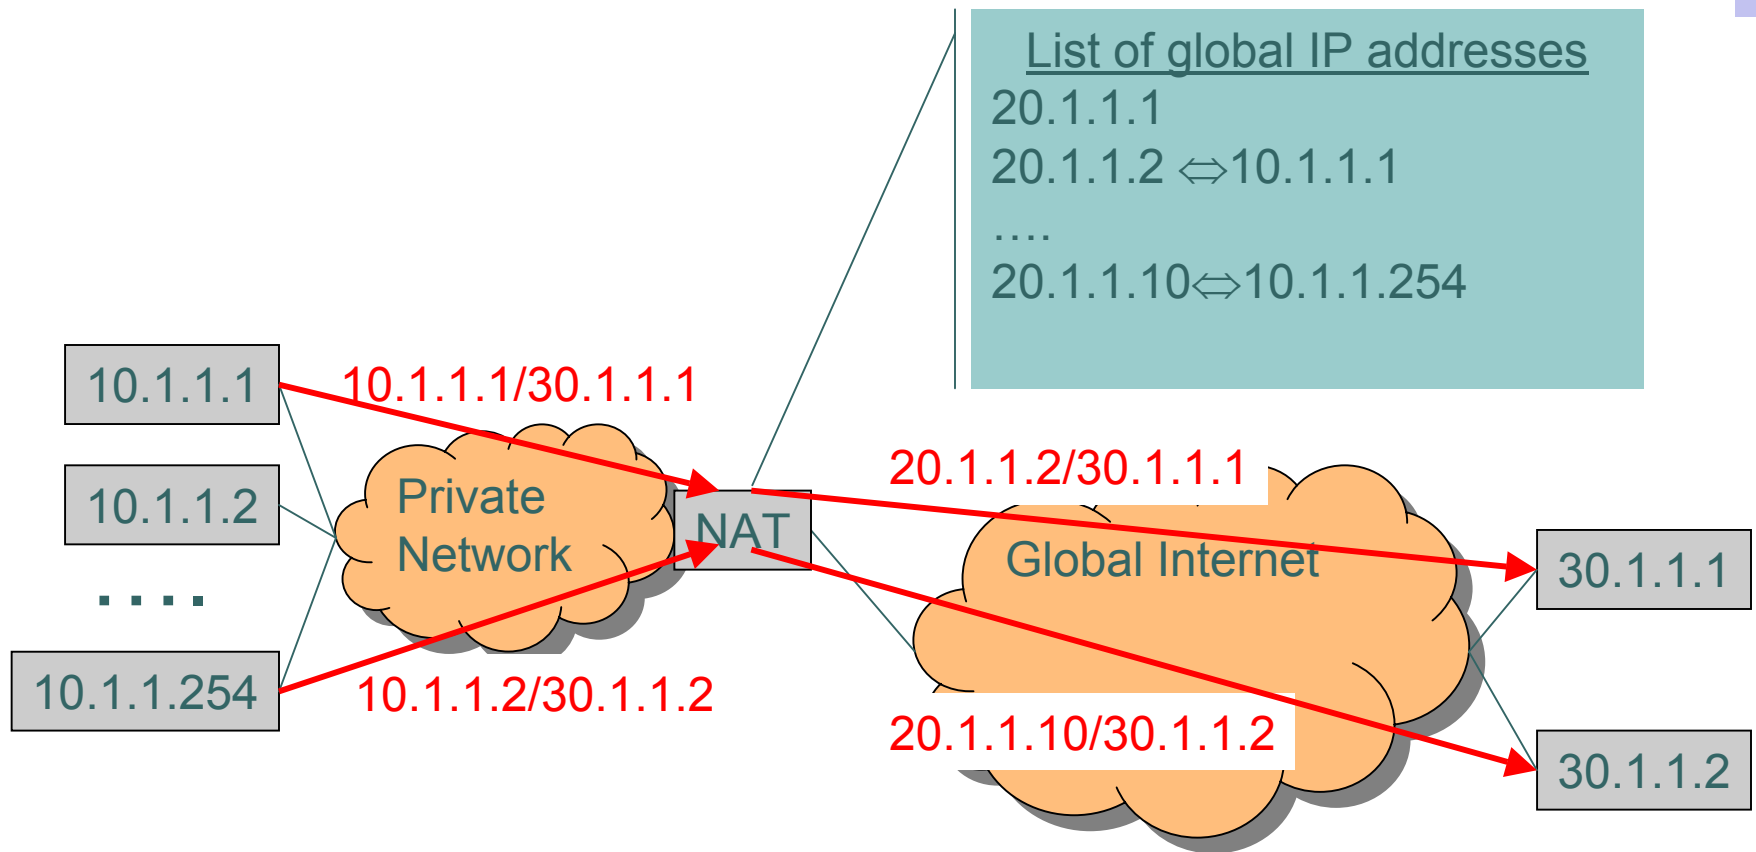 List of global IP addresses
20.1.1.1
20.1.1.2 ⇔10.1.1.1
....
20.1.1.10⇔10.1.1.254
10.1.1.1
10.1.1.1/30.1.1.1
20.1.1.2/30.1.1.1
10.1.1.2
Private
Network
NAT
Global Internet
30.1.1.1
....
10.1.1.254
10.1.1.2/30.1.1.2
20.1.1.10/30.1.1.2
30.1.1.2